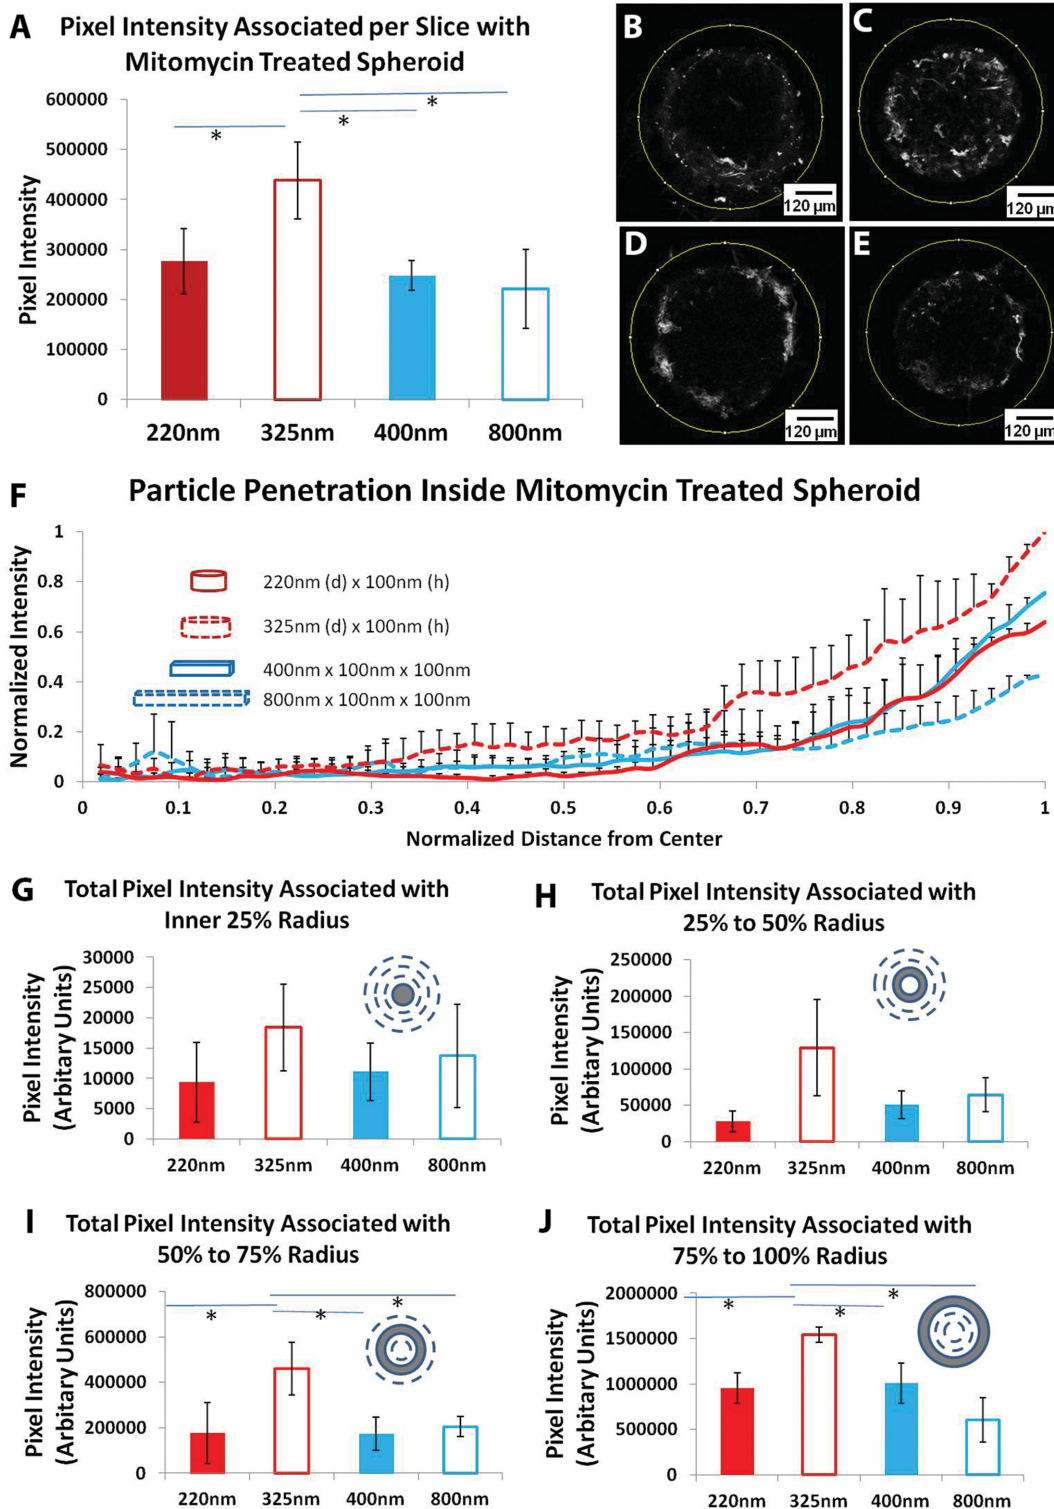 A
Pixel Intensity Associated per Slice with
Mitomycin Treated Spheroid
Pixel Intensity
600000
500000
400000
300000
200000
100000
0
*
*
*
220nm
325nm
400nm
800nm
B
120 µm
C
120 µm
D
120 µm
E
120 µm
F
Particle Penetration Inside Mitomycin Treated Spheroid
Normalized Intensity
1
0.8
0.6
0.4
0.2
0
220nm (d) x 100nm (h)
325nm (d) x 100nm (h)
400nm x 100nm x 100nm
800nm x 100nm x 100nm
0
0.1
0.2
0.3
0.4
0.5
0.6
0.7
0.8
0.9
1
Normalized Distance from Center
G
Total Pixel Intensity Associated with
Inner 25% Radius
Pixel Intensity
(Arbitary Units)
30000
25000
20000
15000
10000
5000
0
220nm
325nm
400nm
800nm
H
Total Pixel Intensity Associated with
25% to 50% Radius
Pixel Intensity
(Arbitary Units)
250000
200000
150000
100000
50000
0
220nm
325nm
400nm
800nm
I
Total Pixel Intensity Associated with
50% to 75% Radius
Pixel Intensity
(Arbitary Units)
800000
600000
400000
200000
0
*
*
*
220nm
325nm
400nm
800nm
J
Total Pixel Intensity Associated with
75% to 100% Radius
Pixel Intensity
(Arbitary Units)
2000000
1500000
1000000
500000
0
*
*
*
220nm
325nm
400nm
800nm